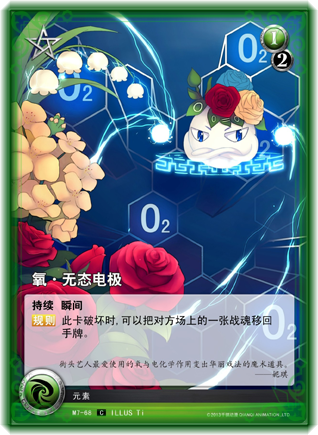 1
2
O2
O2
O2
O2
氧·无态电极
持续 瞬间
规则 此卡破坏时,可以把对方场上的一张战魂移回
手牌。
街头艺人最爱使用的氧与电化学作用变出华丽戏法的魔术道具。
元素
M7-68 C ILLUS Ti